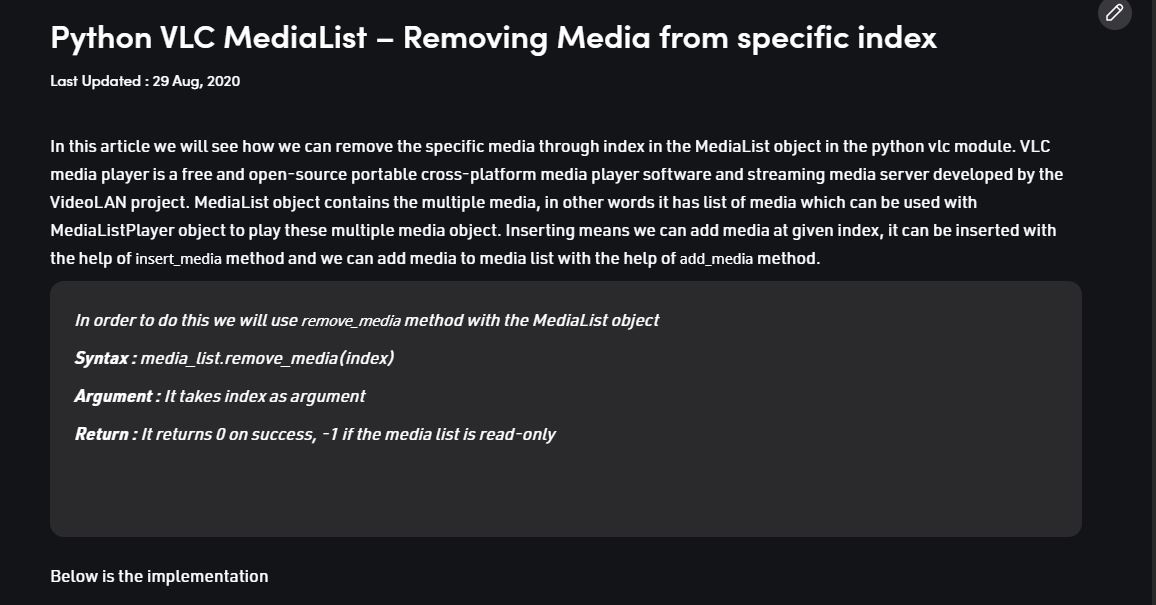 Python VLC MediaList – Removing Media from specific index
Last Updated : 29 Aug, 2020
In this article we will see how we can remove the specific media through index in the MediaList object in the python vlc module. VLC
media player is a free and open-source portable cross-platform media player software and streaming media server developed by the
VideoLAN project. MediaList object contains the multiple media, in other words it has list of media which can be used with
MediaListPlayer object to play these multiple media object. Inserting means we can add media at given index, it can be inserted with
the help of insert_media method and we can add media to media list with the help of add_media method.
In order to do this we will use remove_media method with the MediaList object
Syntax : media_list.remove_media(index)
Argument : It takes index as argument
Return : It returns 0 on success, -1 if the media list is read-only
Below is the implementation